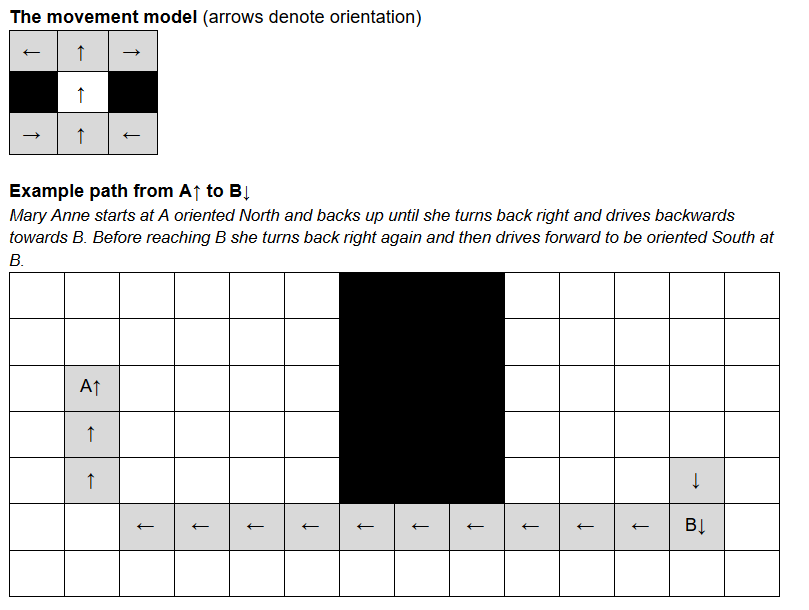 The movement model (arrows denote orientation)
← ↑ →
↑
→ ↑ ←
Example path from A↑ to B↓
Mary Anne starts at A oriented North and backs up until she turns back right and drives backwards
towards B. Before reaching B she turns back right again and then drives forward to be oriented South at
B.
A↑
↑
↑ ↓
← ← ← ← ← ← ← ← ← ← B↓